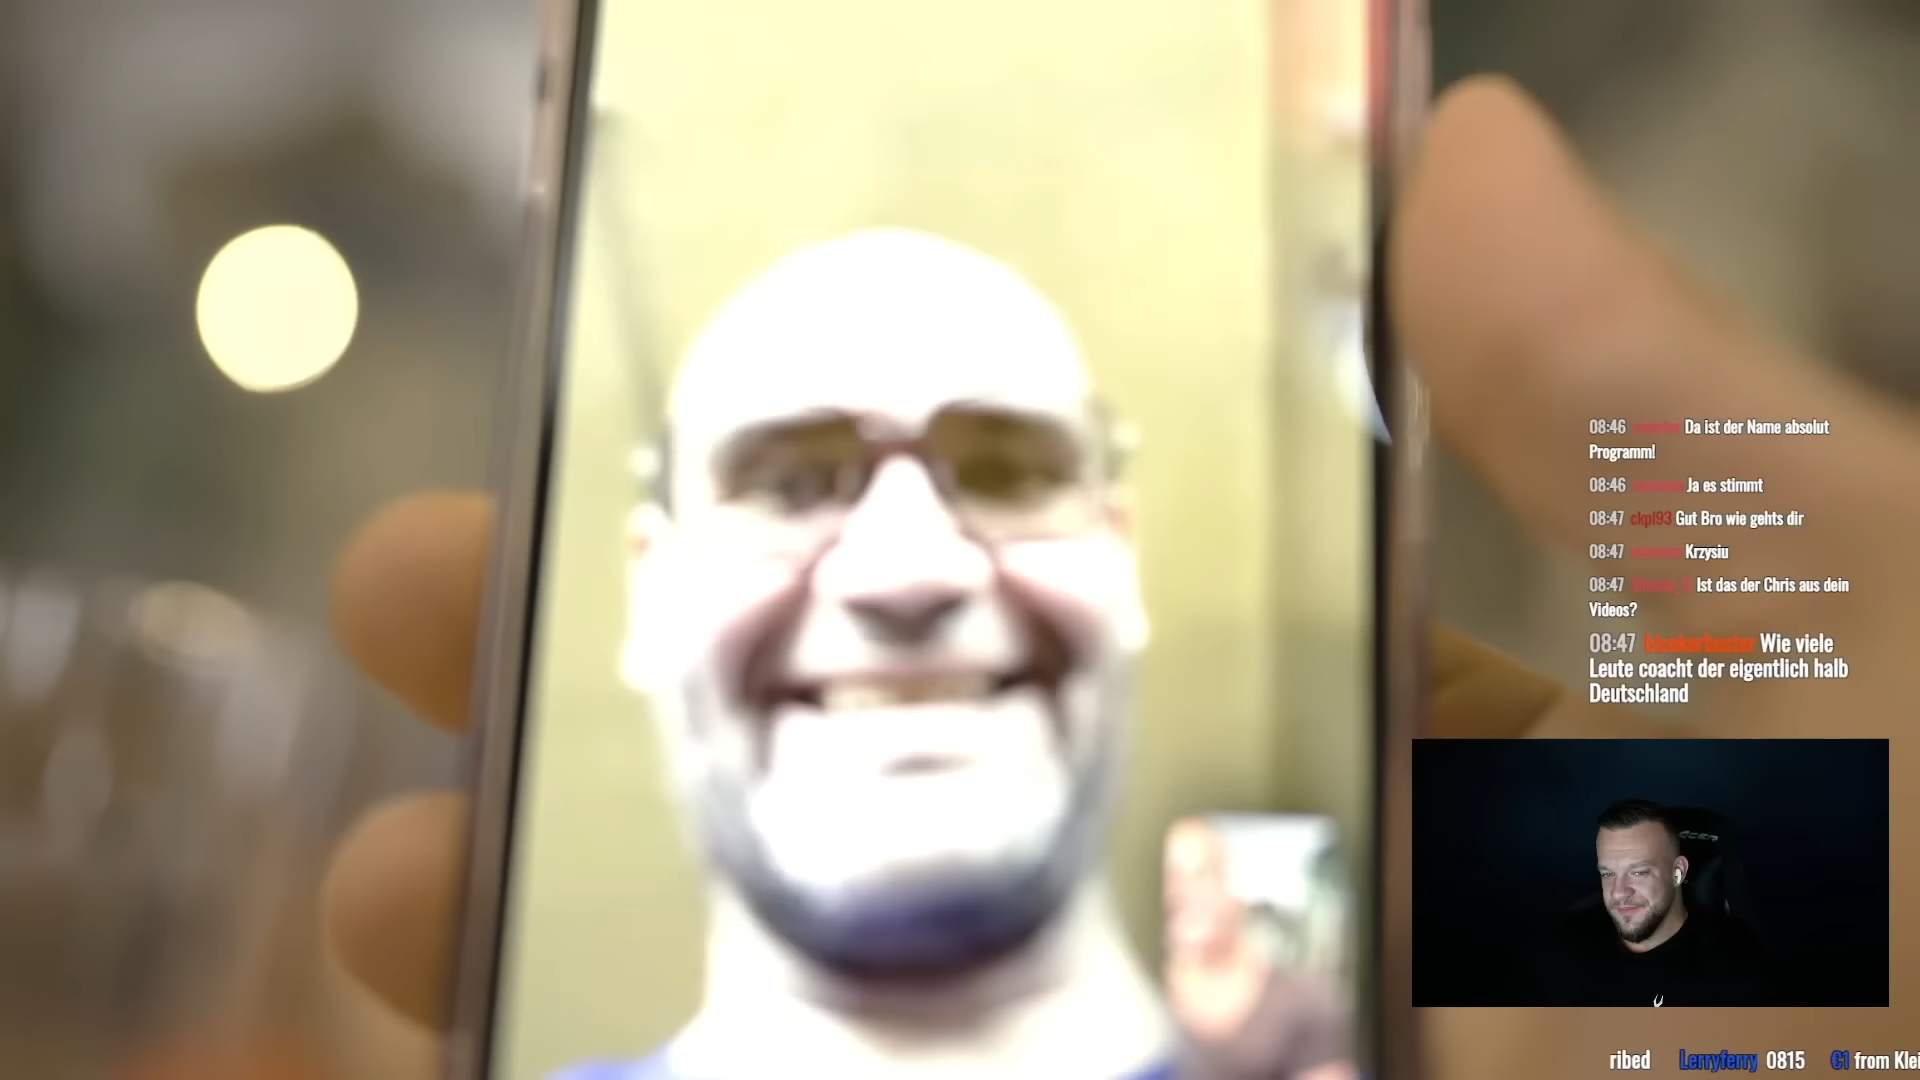 08:46 Da ist der Name absolut
Programm!
08:46 Ja es stimmt
08:47 ckpl93 Gut Bro wie gehts dir
08:47 Krzysiu
08:47 Ist das der Chris aus dein
Videos?
08:47 Wie viele
Leute coacht der eigentlich halb
Deutschland
ribed Lerryferry 0815 €1 from Klei